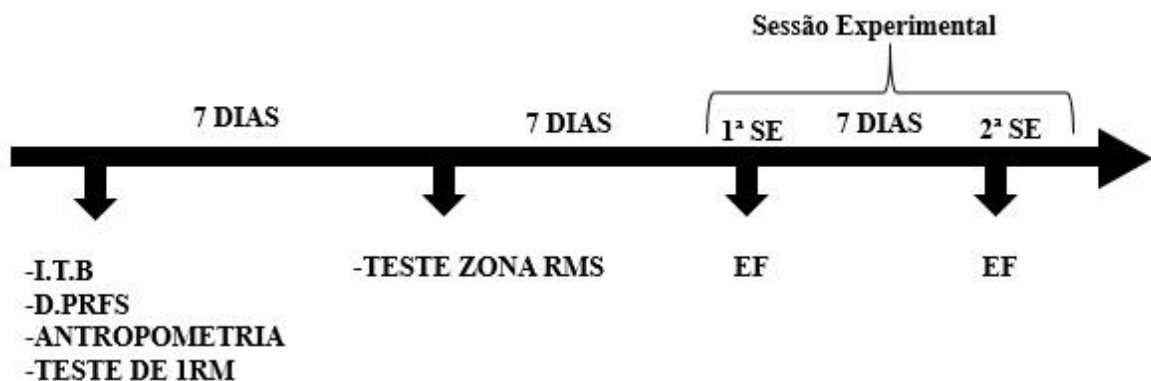 Sessão Experimental
7 DIAS
7 DIAS
1ª SE
7 DIAS
2ª SE
-I.T.B
-D.PRFS
-ANTROPOMETRIA
-TESTE DE 1RM
-TESTE ZONA RMS
EF
EF